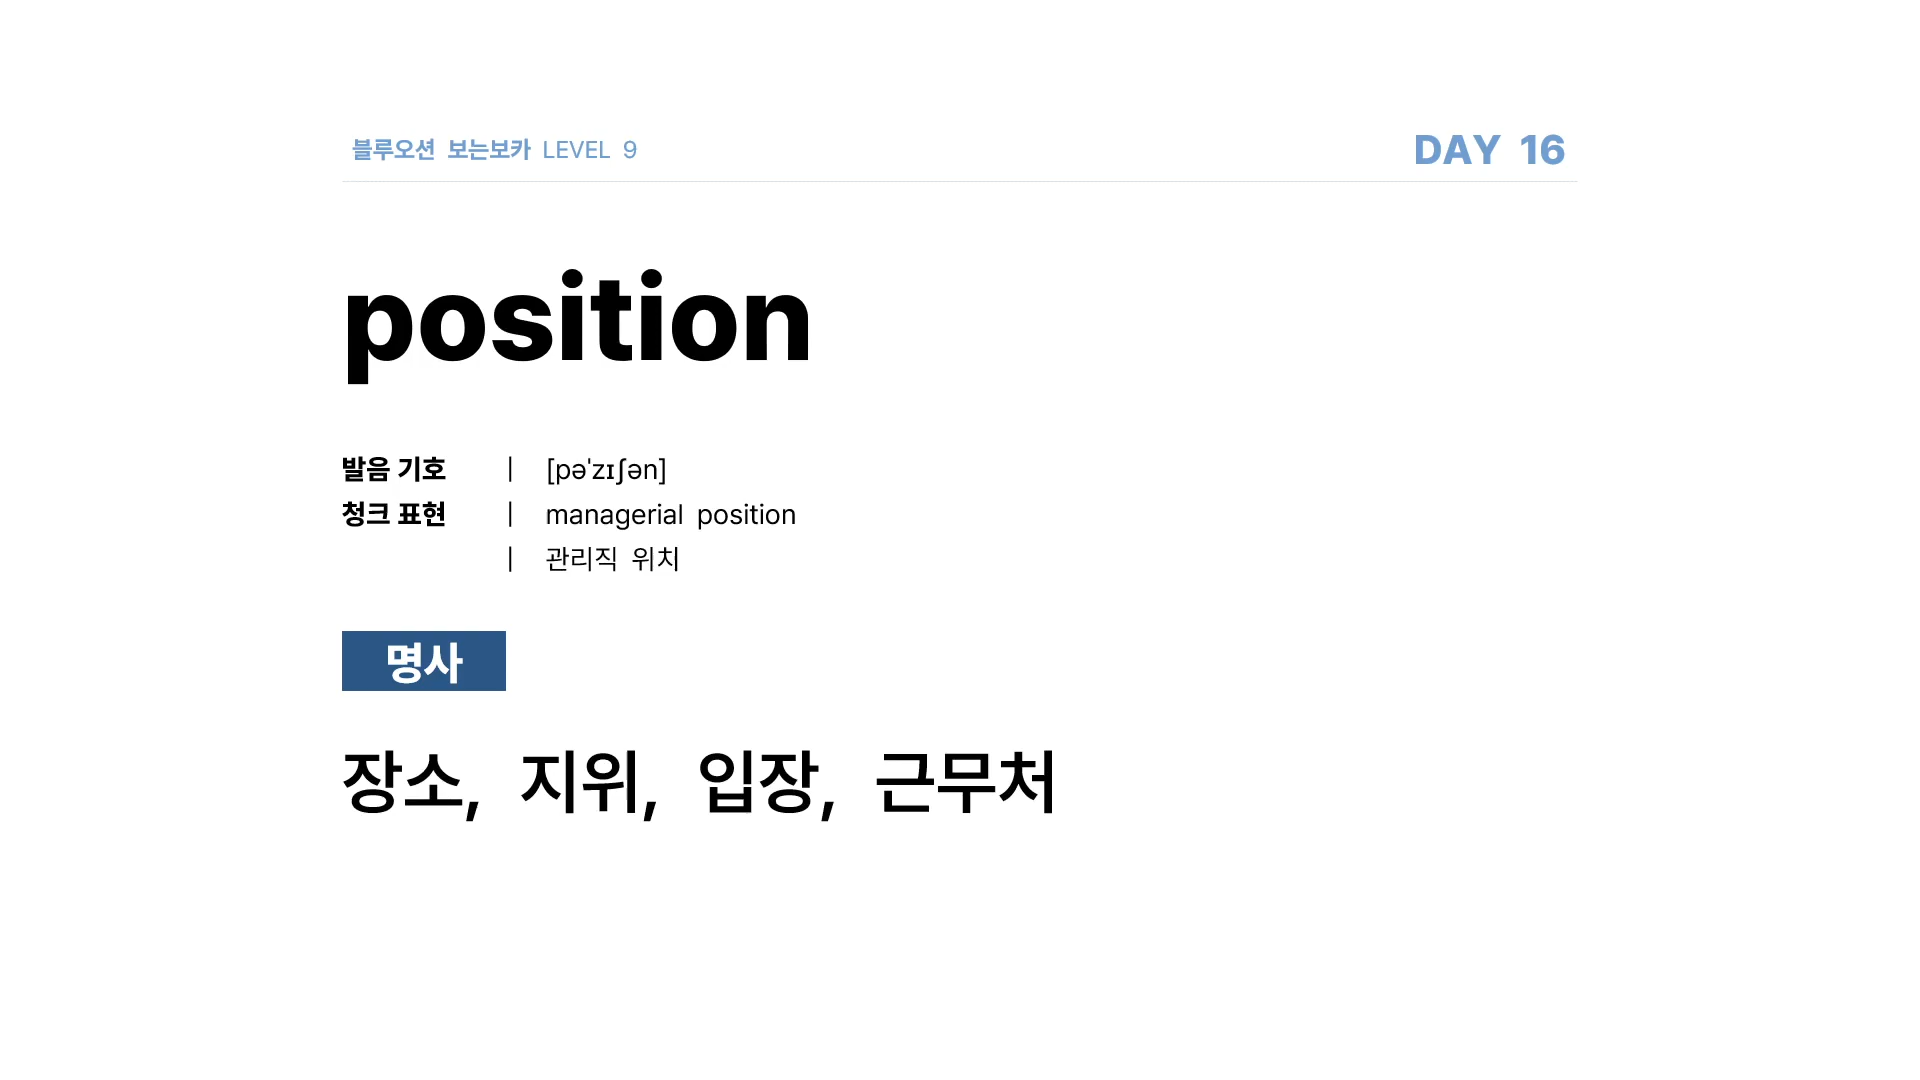 블루오션 보는보카 LEVEL 9
DAY 16
position
발음 기호 | [pəˈzɪʃən]
청크 표현 | managerial position
| 관리직 위치
명사
장소, 지위, 입장, 근무처